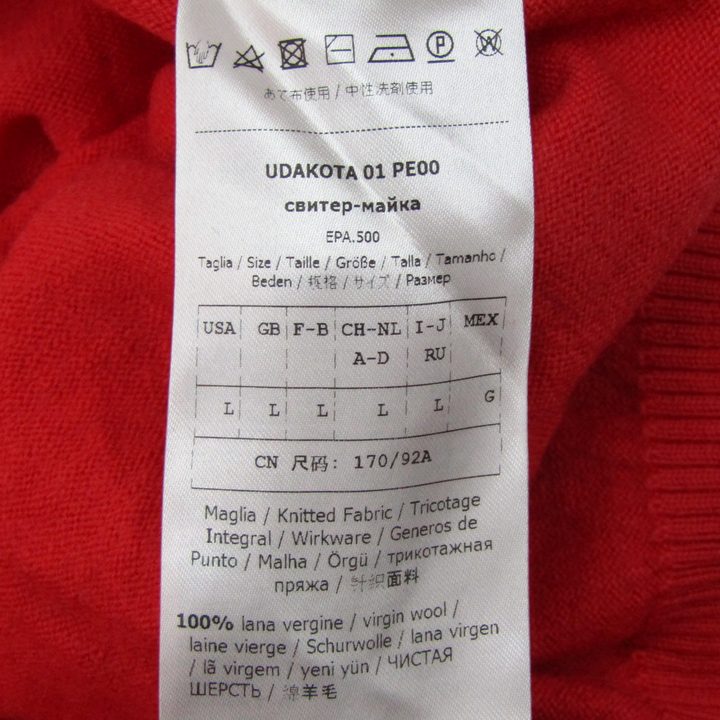 あて布使用 / 中性洗剤使用
UDAKOTA 01 PE00
свитер-майка
EPA.500
Taglia / Size / Taille / Größe / Talla / Tamanho /
Beden / 规格 / サイズ / Размер
USA GB F-B CH-NL I-J MEX
A-D RU
L L L L L G
CN 尺码: 170/92A
Maglia / Knitted Fabric / Tricotage
Integral / Wirkware / Generos de
Punto / Malha / Örgü / трикотажная
пряжа / 针织面料
100% lana vergine / virgin wool /
laine vierge / Schurwolle / lana virgen
/ lã virgem / yeni yün / ЧИСТАЯ
ШЕРСТЬ / 绵羊毛